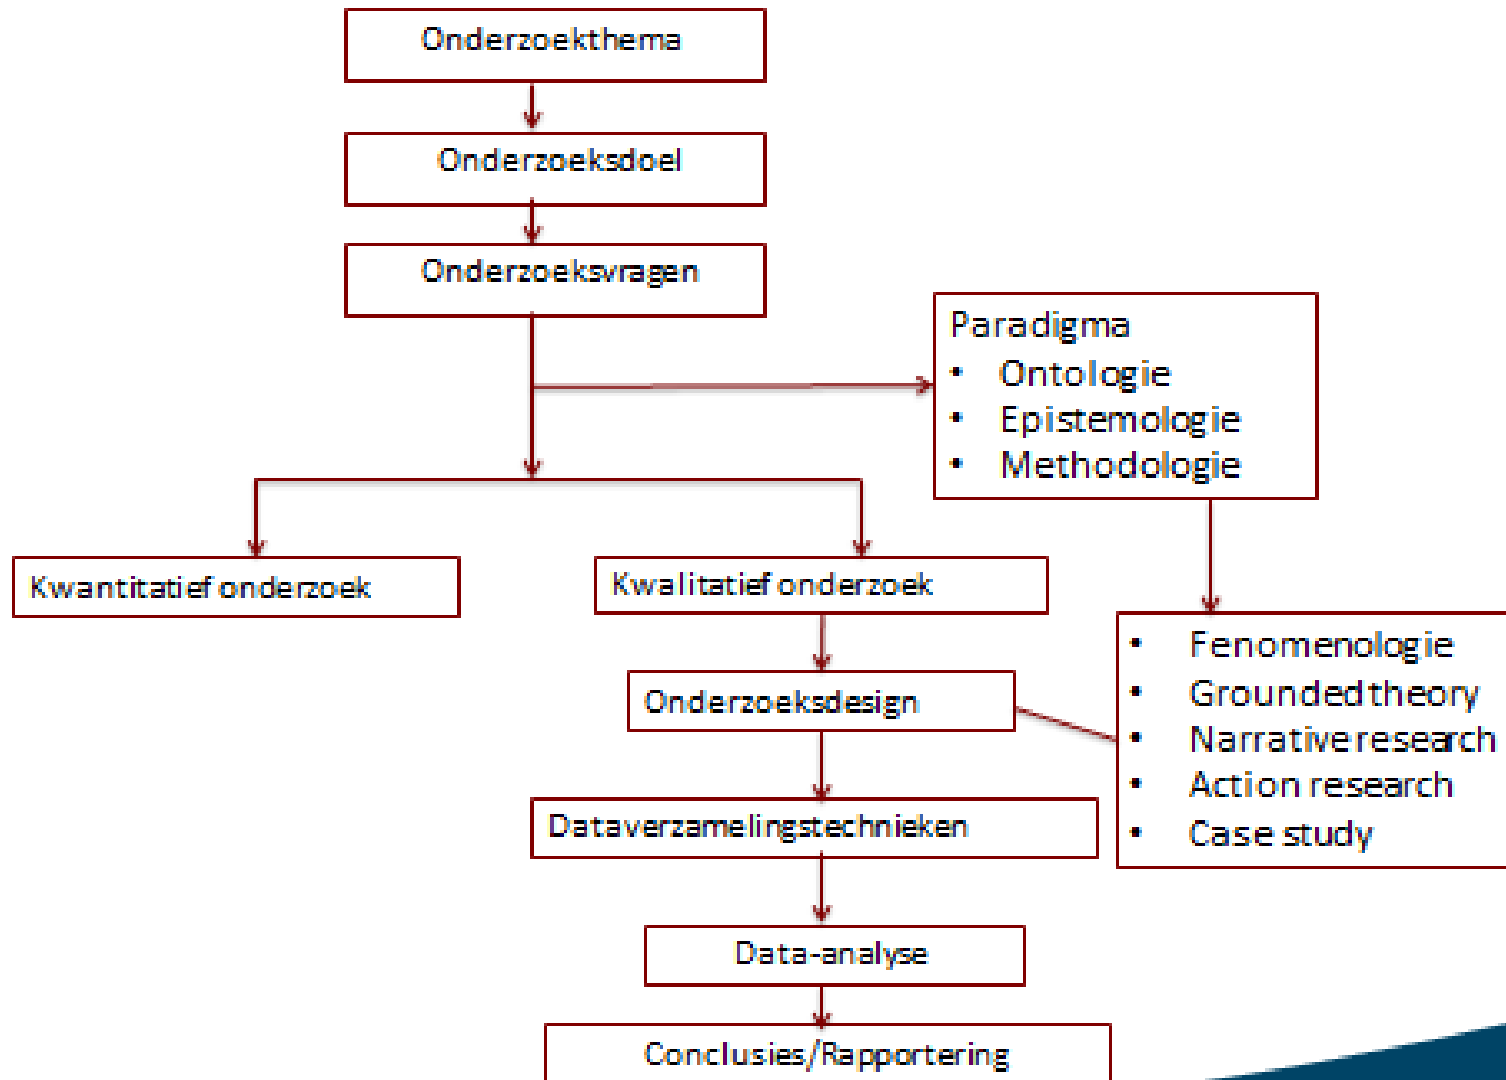 Onderzoekthema
Onderzoeksdoel
Onderzoeksvragen
Paradigma
• Ontologie
• Epistemologie
• Methodologie
Kwantitatief onderzoek
Kwalitatief onderzoek
Onderzoeksdesign
• Fenomenologie
• Grounded theory
• Narrative research
• Action research
• Case study
Dataverzamelingstechnieken
Data-analyse
Conclusies/Rapportering